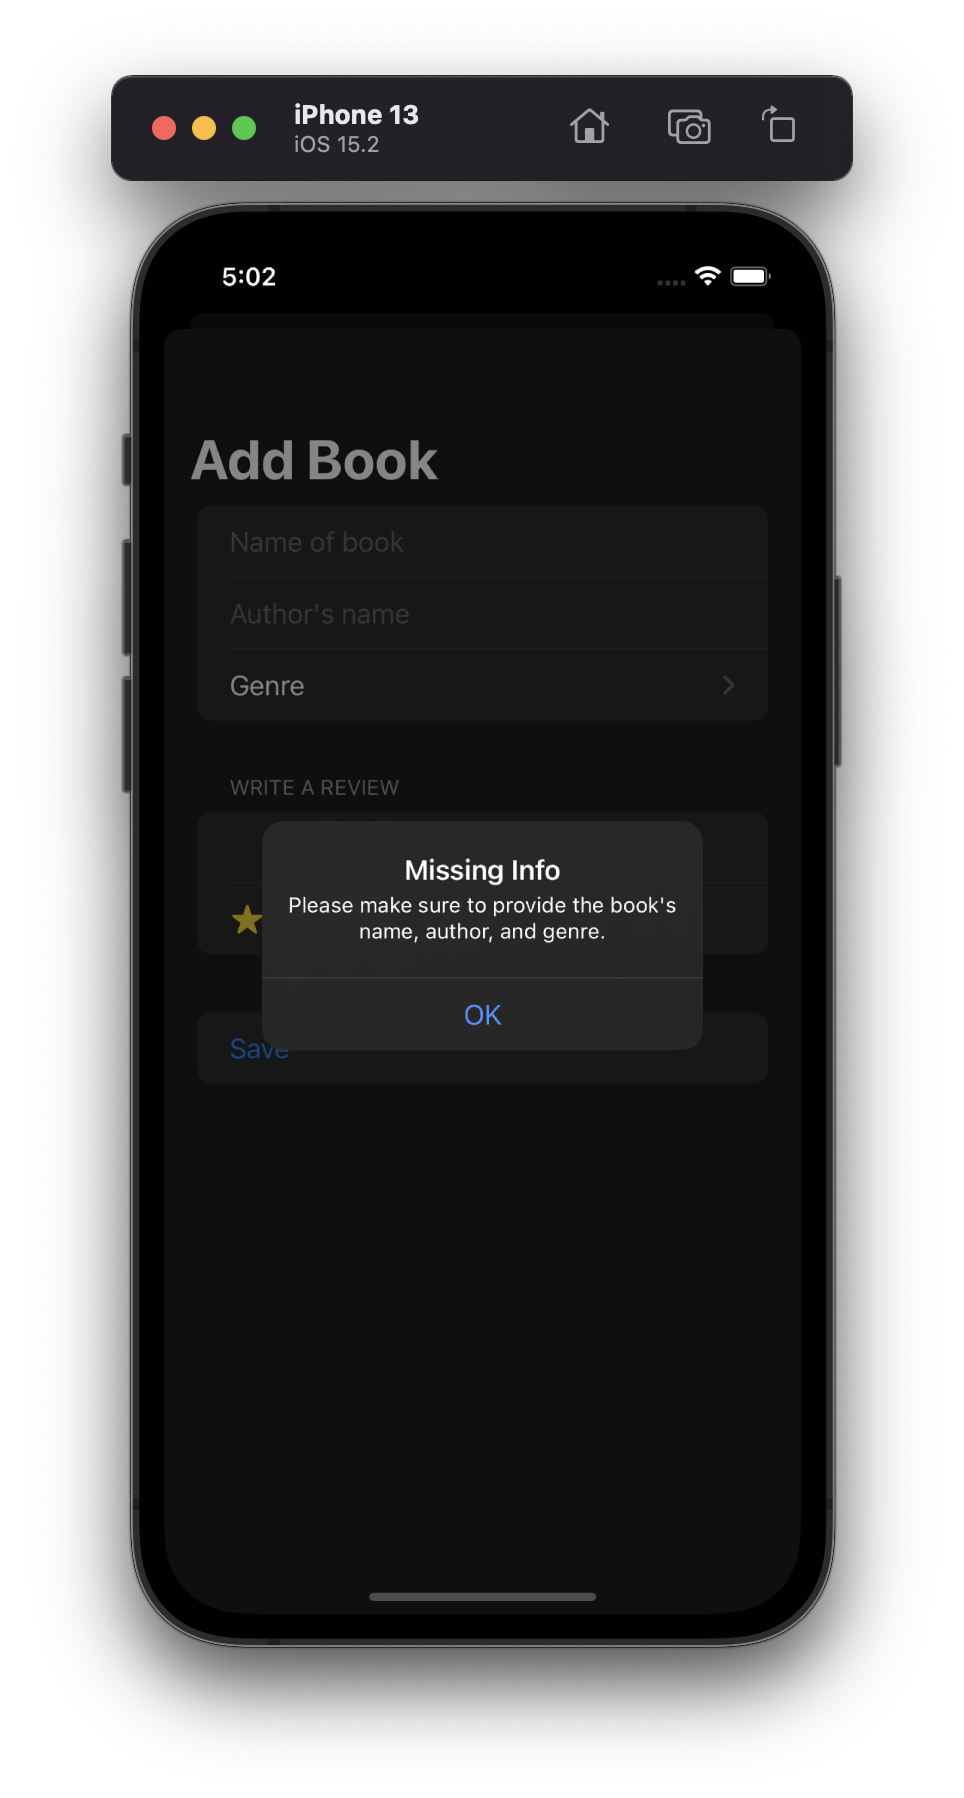 iPhone 13
iOS 15.2
5:02
Add Book
Name of book
Author's name
Genre
WRITE A REVIEW
Missing Info
Please make sure to provide the book's
name, author, and genre.
OK
Save